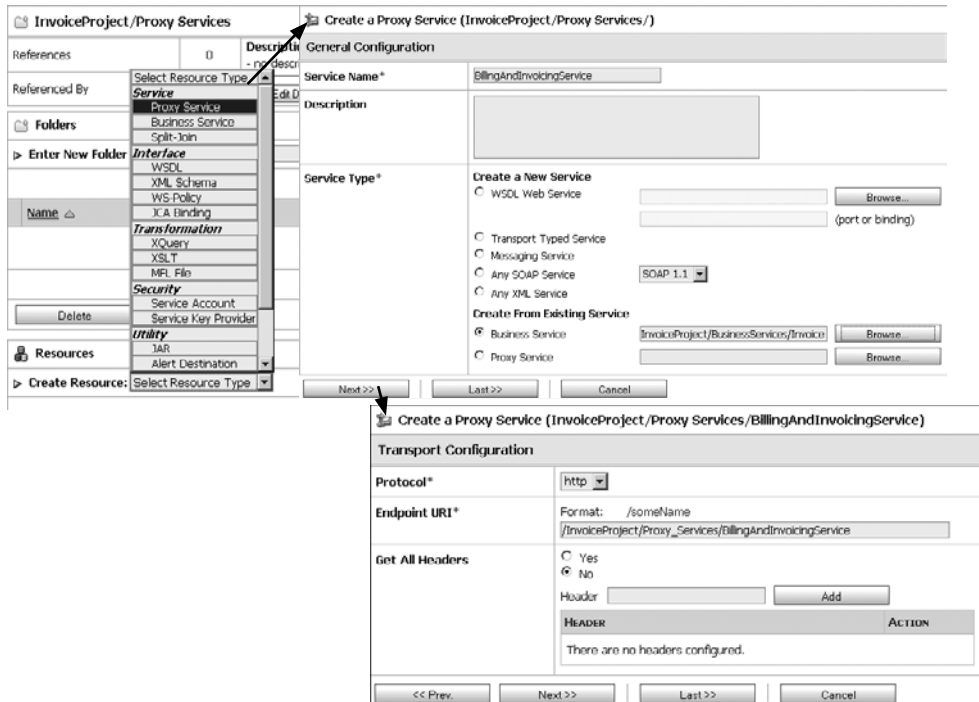 InvoiceProject/Proxy Services
References 0
- no descr
Referenced By
Edit D
Folders
Enter New Folder
Name
Delete
Resources
Create Resource: Select Resource Type
Select Resource Type
Service
Proxy Service
Business Service
Split-Join
Interface
WSDL
XML Schema
WS-Policy
JCA Binding
Transformation
XQuery
XSLT
MFL File
Security
Service Account
Service Key Provider
Utility
JAR
Alert Destination
Create a Proxy Service (InvoiceProject/Proxy Services/)
General Configuration
Service Name* BillingAndInvoicingService
Description
Service Type* Create a New Service
WSDL Web Service Browse...
(port or binding)
Transport Typed Service
Messaging Service
Any SOAP Service SOAP 1.1
Any XML Service
Create From Existing Service
Business Service InvoiceProject/BusinessServices/Invoice Browse...
Proxy Service Browse...
Next >> Last >> Cancel
Create a Proxy Service (InvoiceProject/Proxy Services/BillingAndInvoicingService)
Transport Configuration
Protocol* http
Endpoint URI* Format: /someName
/InvoiceProject/Proxy_Services/BillingAndInvoicingService
Get All Headers Yes
No
Header Add
HEADER ACTION
There are no headers configured.
<< Prev. Next >> Last >> Cancel